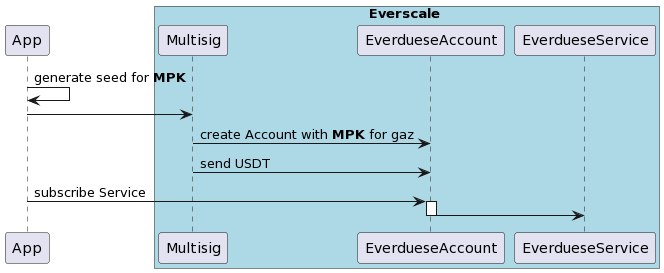 Everscale
App
Multisig
EverdueseAccount
EverdueseService
generate seed for MPK
create Account with MPK for gaz
send USDT
subscribe Service
App
Multisig
EverdueseAccount
EverdueseService